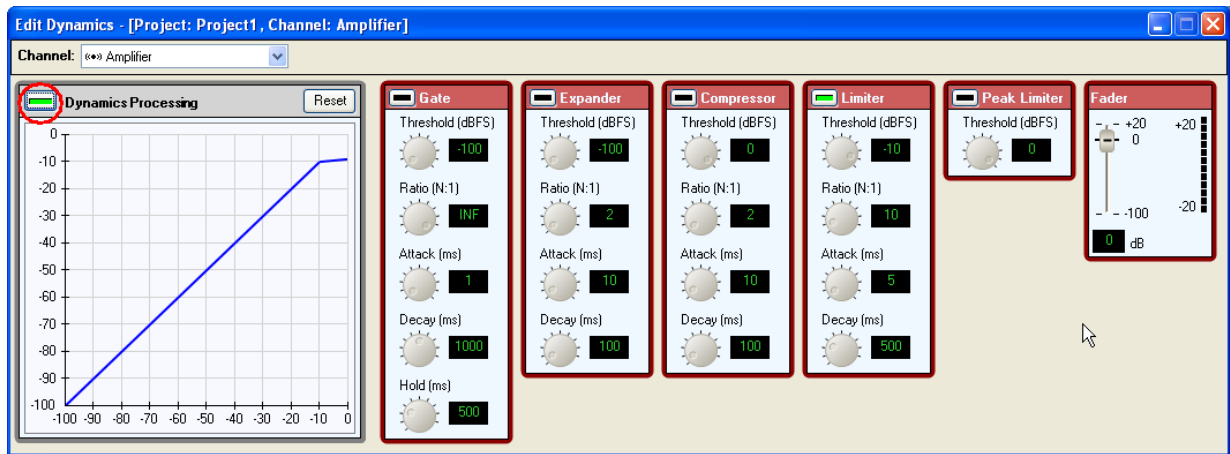 Edit Dynamics - [Project: Project1, Channel: Amplifier]
Channel: Amplifier
Dynamics Processing Reset
0
-10
-20
-30
-40
-50
-60
-70
-80
-90
-100
-100 -90 -80 -70 -60 -50 -40 -30 -20 -10 0
Gate
Threshold (dBFS)
-100
Ratio (N:1)
INF
Attack (ms)
1
Decay (ms)
1000
Hold (ms)
500
Expander
Threshold (dBFS)
-100
Ratio (N:1)
2
Attack (ms)
10
Decay (ms)
100
Compressor
Threshold (dBFS)
0
Ratio (N:1)
2
Attack (ms)
10
Decay (ms)
100
Limiter
Threshold (dBFS)
-10
Ratio (N:1)
10
Attack (ms)
5
Decay (ms)
500
Peak Limiter
Threshold (dBFS)
0
Fader
+20 +20
0
-100 -20
0 dB